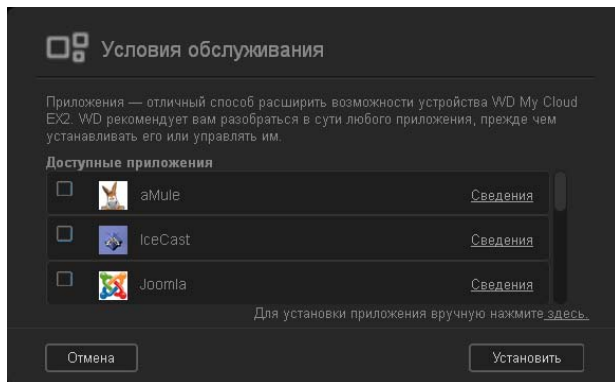 Условия обслуживания
Приложения — отличный способ расширить возможности устройства WD My Cloud
EX2. WD рекомендует вам разобраться в сути любого приложения, прежде чем
устанавливать его или управлять им.
Доступные приложения
aMule Сведения
IceCast Сведения
Joomla Сведения
Для установки приложения вручную нажмите здесь.
Отмена Установить